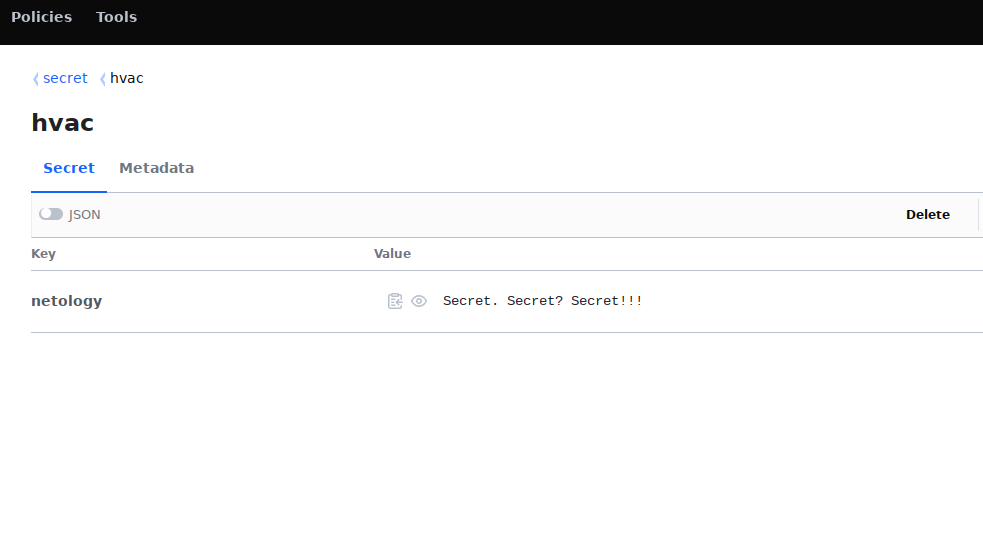 Policies Tools
secret hvac
hvac
Secret Metadata
JSON Delete
Key Value
netology Secret. Secret? Secret!!!